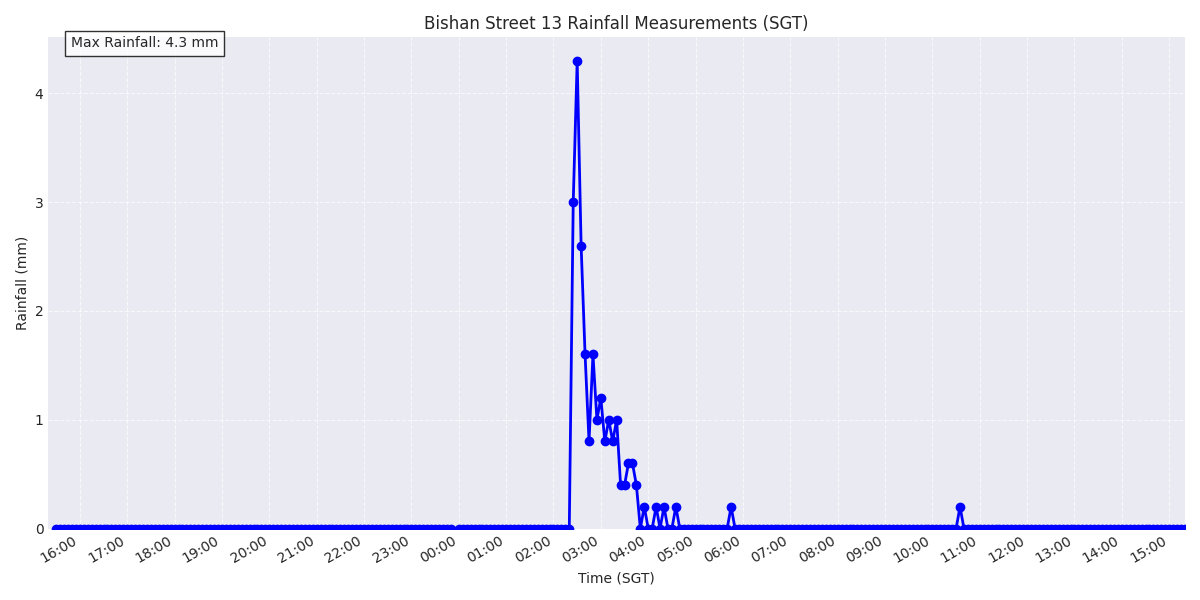 Bishan Street 13 Rainfall Measurements (SGT)
Max Rainfall: 4.3 mm
Rainfall (mm)
4
3
2
1
0
16:00 17:00 18:00 19:00 20:00 21:00 22:00 23:00 00:00 01:00 02:00 03:00 04:00 05:00 06:00 07:00 08:00 09:00 10:00 11:00 12:00 13:00 14:00 15:00
Time (SGT)